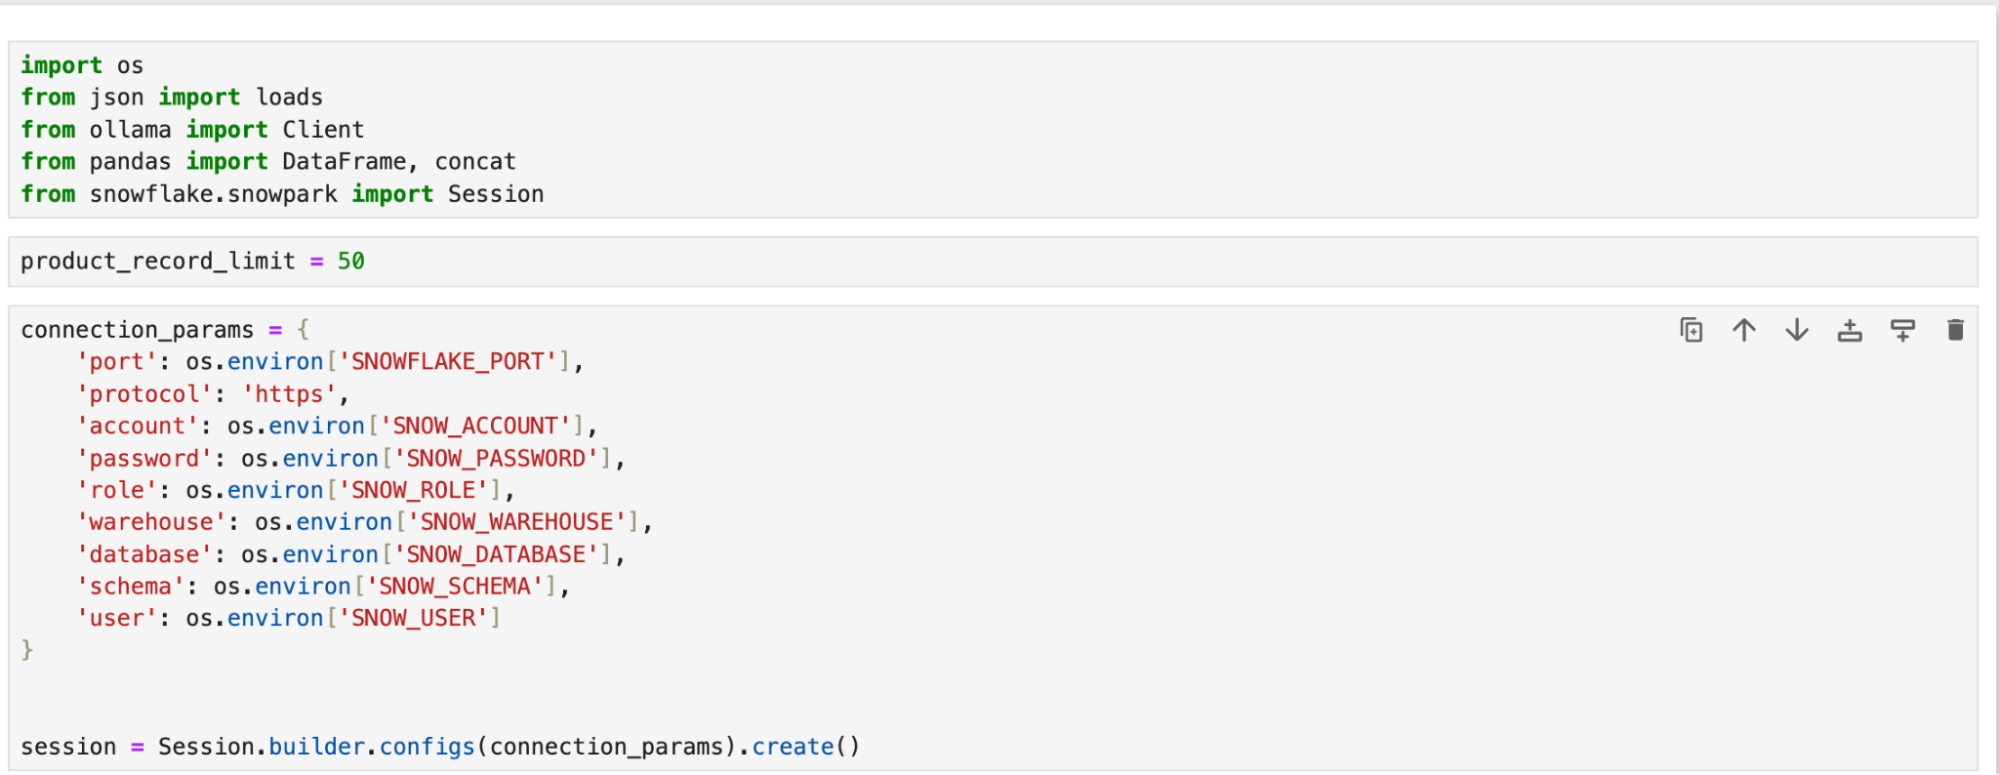 import os
from json import loads
from ollama import Client
from pandas import DataFrame, concat
from snowflake.snowpark import Session
product_record_limit = 50
connection_params = {
    'port': os.environ['SNOWFLAKE_PORT'],
    'protocol': 'https',
    'account': os.environ['SNOW_ACCOUNT'],
    'password': os.environ['SNOW_PASSWORD'],
    'role': os.environ['SNOW_ROLE'],
    'warehouse': os.environ['SNOW_WAREHOUSE'],
    'database': os.environ['SNOW_DATABASE'],
    'schema': os.environ['SNOW_SCHEMA'],
    'user': os.environ['SNOW_USER']
}
session = Session.builder.configs(connection_params).create()